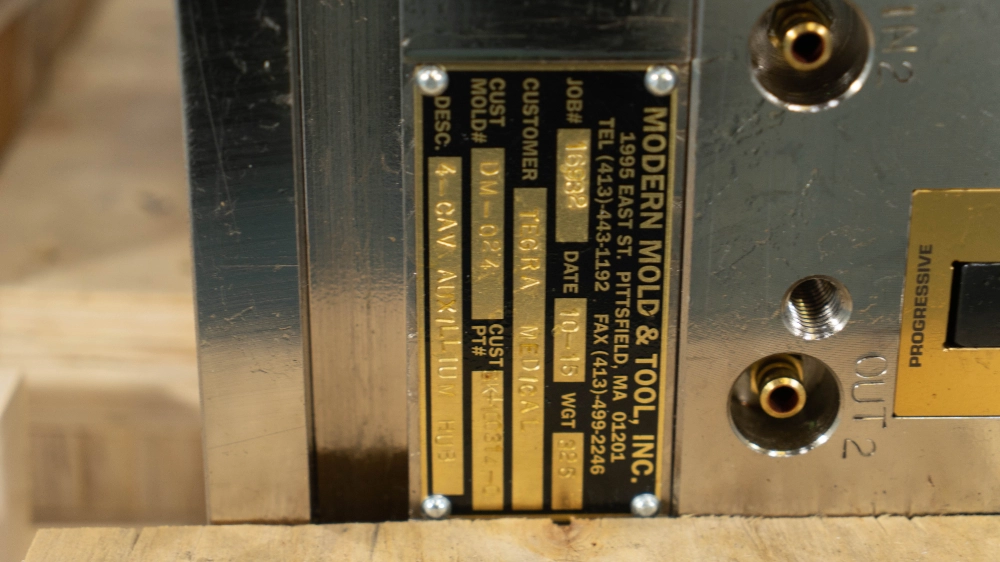 MODERN MOLD & TOOL, INC.
1995 EAST ST. PITTSFIELD, MA 01201
TEL (413)-443-1192 FAX (413)-499-2246
JOB# 16982 DATE 10-15 WGT
CUSTOMER TEGRA MEDICAL
CUST MOLD# DM-024 CUST PT#
DESC. 4-CAV AUXILLIUM HUB
IN 2
OUT 2
PROGRESSIVE